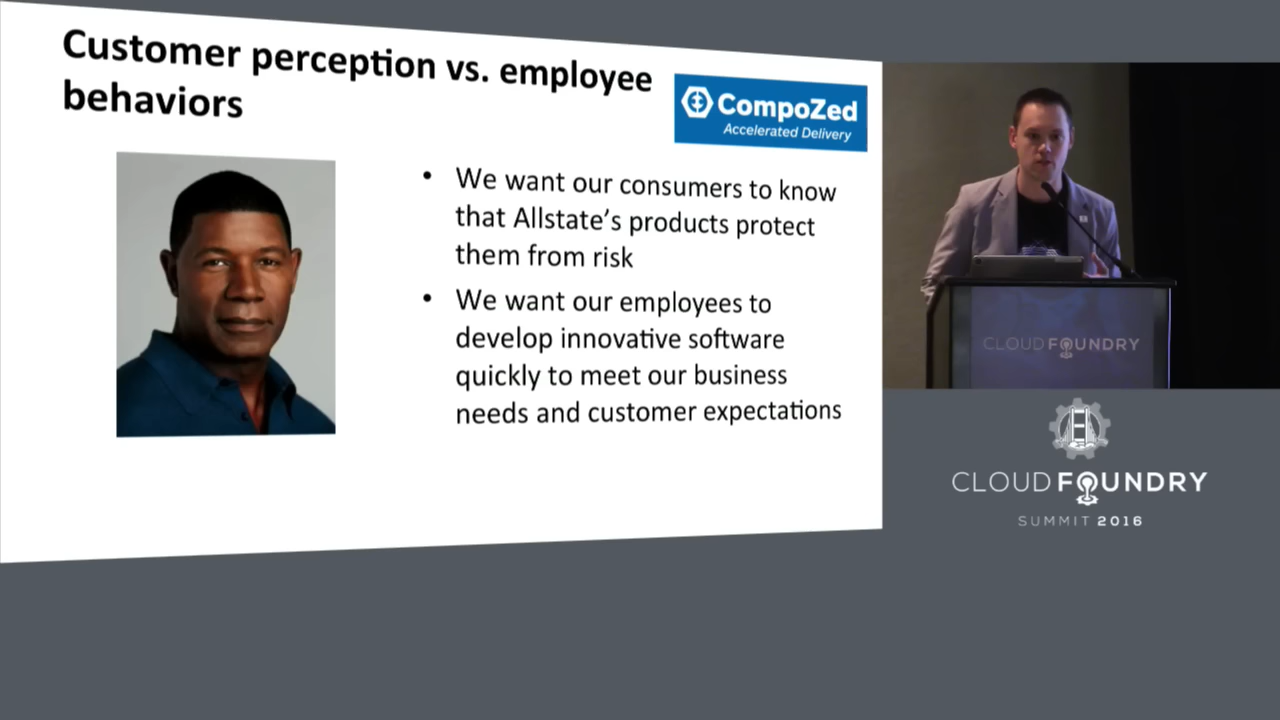 Customer perception vs. employee
behaviors
CompoZed
Accelerated Delivery
• We want our consumers to know
that Allstate’s products protect
them from risk
• We want our employees to
develop innovative software
quickly to meet our business
needs and customer expectations
CLOUD FOUNDRY
CLOUD FOUNDRY
SUMMIT 2016